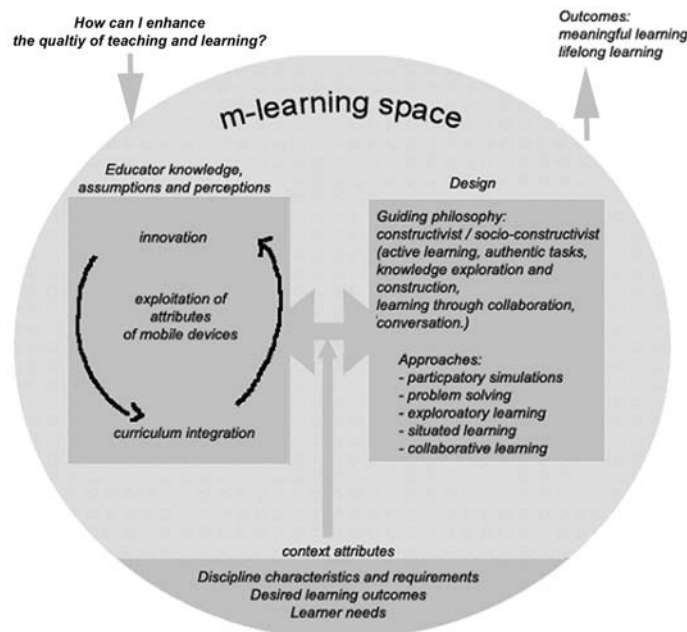 How can I enhance
the qualtiy of teaching and learning?
Outcomes:
meaningful learning
lifelong learning
m-learning space
Educator knowledge,
assumptions and perceptions
innovation
exploitation of
attributes
of mobile devices
curriculum integration
Design
Guiding philosophy:
constructivist / socio-constructivist
(active learning, authentic tasks,
knowledge exploration and
construction,
learning through collaboration,
conversation.)
Approaches:
- particpatory simulations
- problem solving
- exploroatory learning
- situated learning
- collaborative learning
context attributes
Discipline characteristics and requirements
Desired learning outcomes
Learner needs